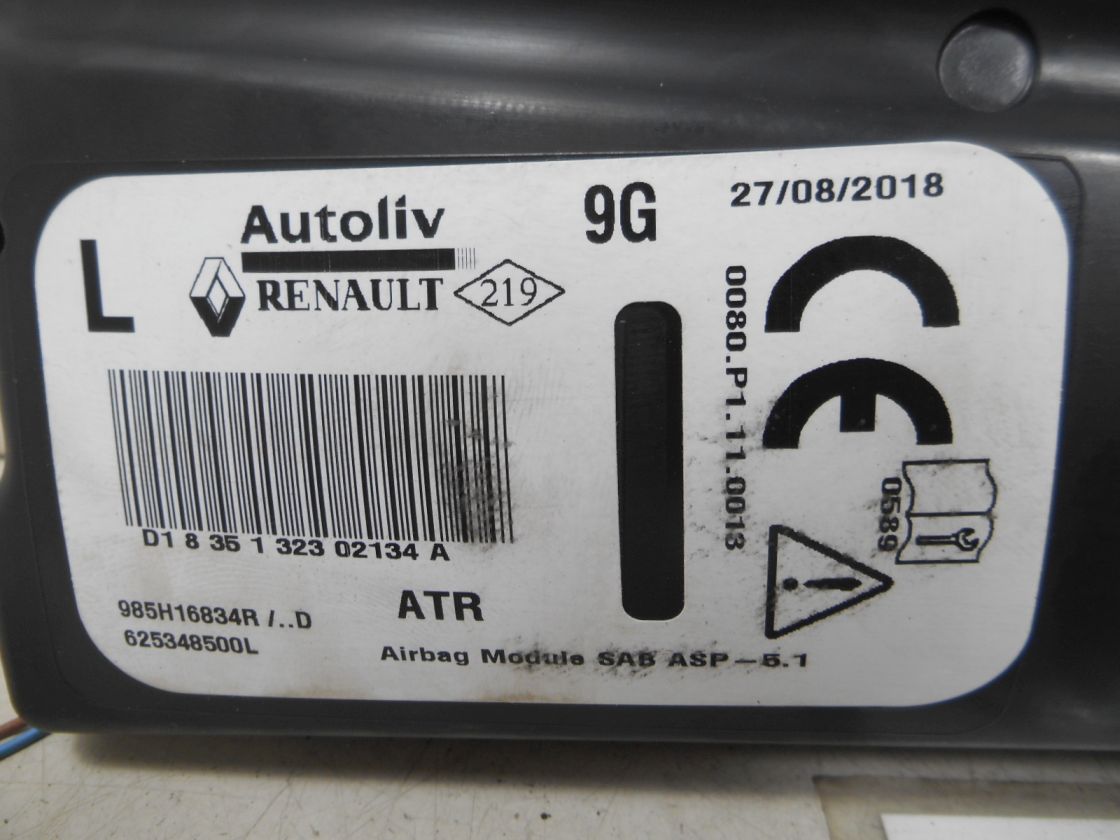 L
Autoliv
RENAULT
219
9G
27/08/2018
0080.P1.11.0013
0589
D1 8 35 1 323 02134 A
985H16834R /..D
625348500L
ATR
Airbag Module SAB ASP-5.1